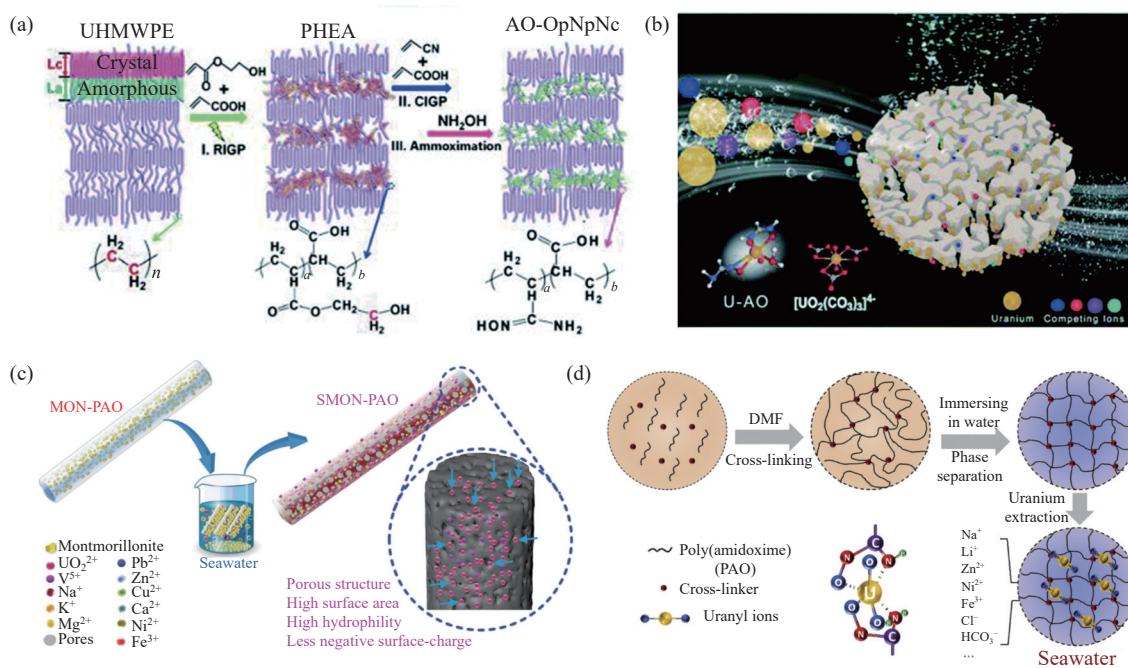 (a)
UHMWPE
PHEA
AO-OpNpNc
Lc
Crystal
La
Amorphous
O
O
OH
+
COOH
I. RIGP
CN
+
COOH
II. CIGP
NH₂OH
III. Ammoximation
H₂
C
C
H₂
n
O
OH
H₂
C
C
H₂
a
b
O
O
C
H₂
OH
O
OH
H₂
C
C
H₂
a
b
HON
NH₂
(b)
U-AO
[UO₂(CO₃)₃]⁴⁻
Uranium
Competing Ions
(c)
MON-PAO
SMON-PAO
Seawater
Montmorillonite
UO₂²⁺
V⁵⁺
Na⁺
K⁺
Mg²⁺
Pores
Pb²⁺
Zn²⁺
Cu²⁺
Ca²⁺
Ni²⁺
Fe³⁺
Porous structure
High surface area
High hydphility
Less negative surface-charge
(d)
DMF
Cross-linking
Immersing
in water
Phase
separation
Uranium
extraction
Poly(amidoxime)
(PAO)
Cross-linker
Uranyl ions
C
N
O
O
N
U
O
O
N
N
C
Na⁺
Li⁺
Zn²⁺
Ni²⁺
Fe³⁺
Cl⁻
HCO₃⁻
...
Seawater